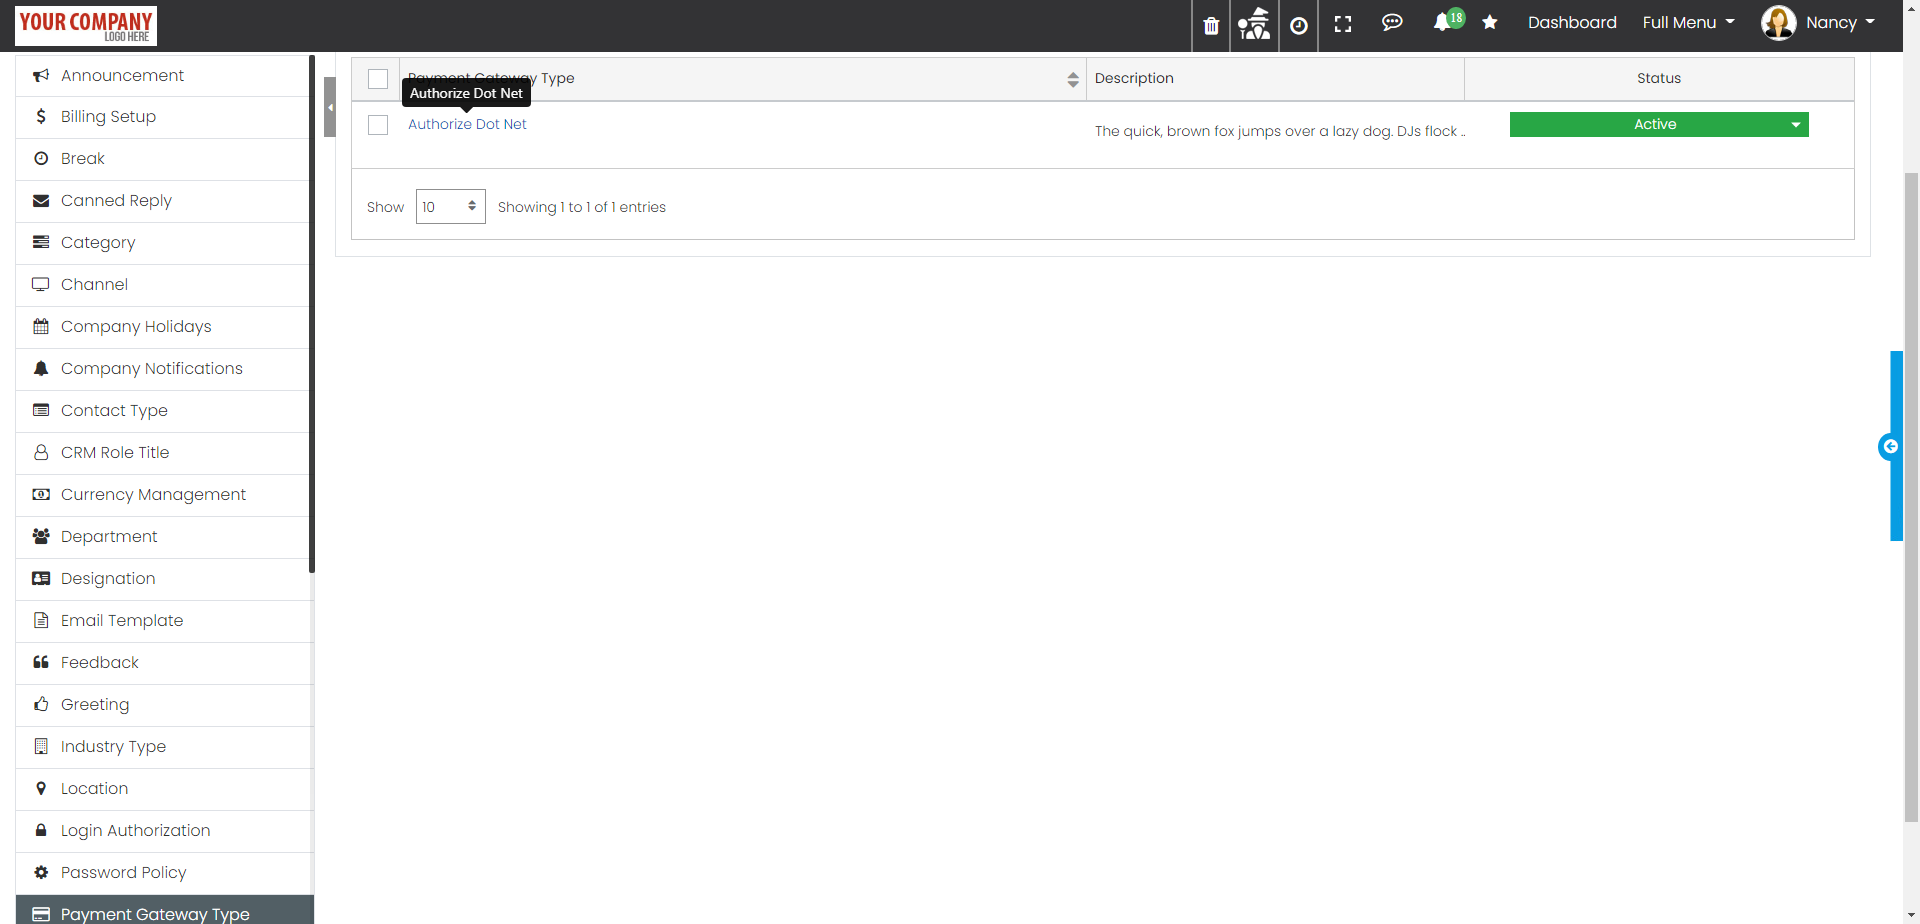 YOUR COMPANY
LOGO HERE
18
Dashboard
Full Menu
Nancy
Announcement
Billing Setup
Break
Canned Reply
Category
Channel
Company Holidays
Company Notifications
Contact Type
CRM Role Title
Currency Management
Department
Designation
Email Template
Feedback
Greeting
Industry Type
Location
Login Authorization
Password Policy
Payment Gateway Type
Payment Gateway Type
Description
Status
Authorize Dot Net
Authorize Dot Net
The quick, brown fox jumps over a lazy dog. DJs flock ..
Active
Show
10
Showing 1 to 1 of 1 entries